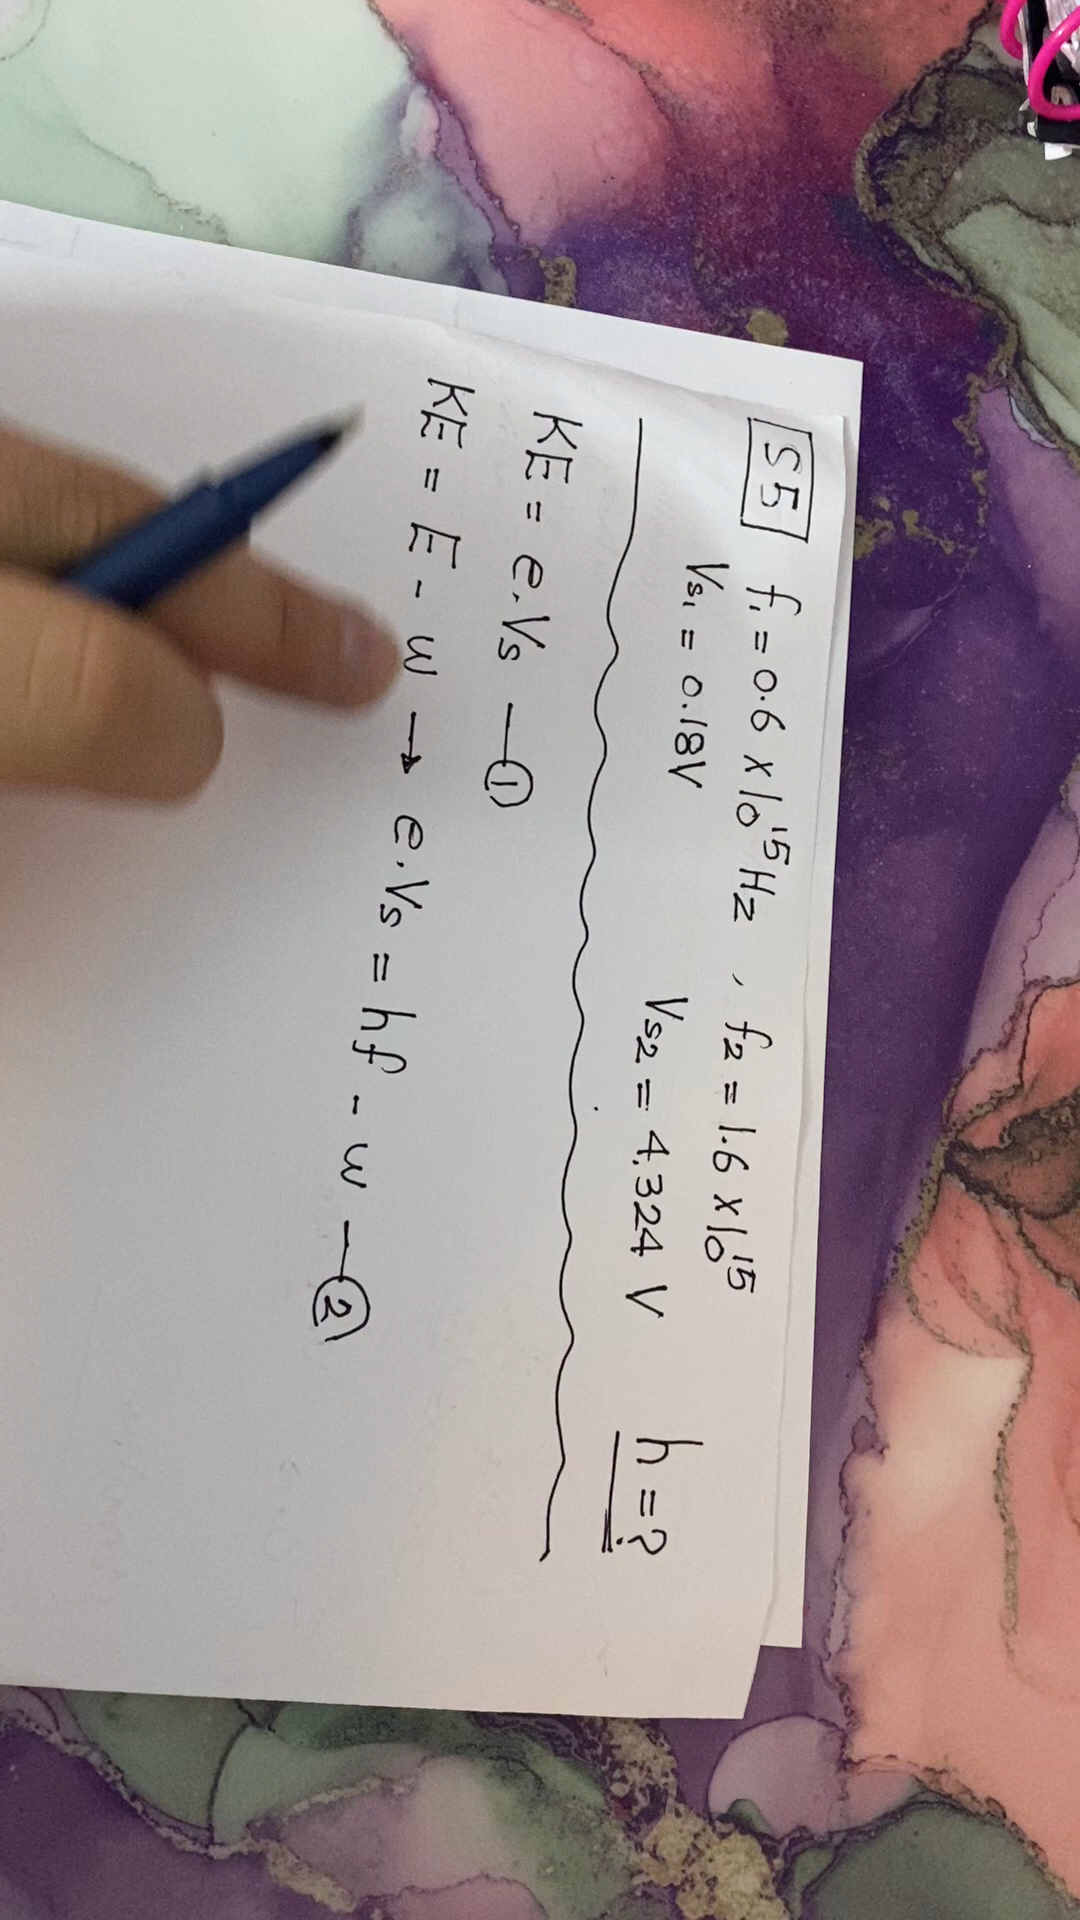 S5 f₁ = 0.6 x 10¹⁵ Hz , f₂ = 1.6 x 10¹⁵
Vs₁ = 0.18V Vs₂ = 4.324 V h = ?
KE = e.Vs — ①
KE = E - w → e.Vs = hf - w — ②